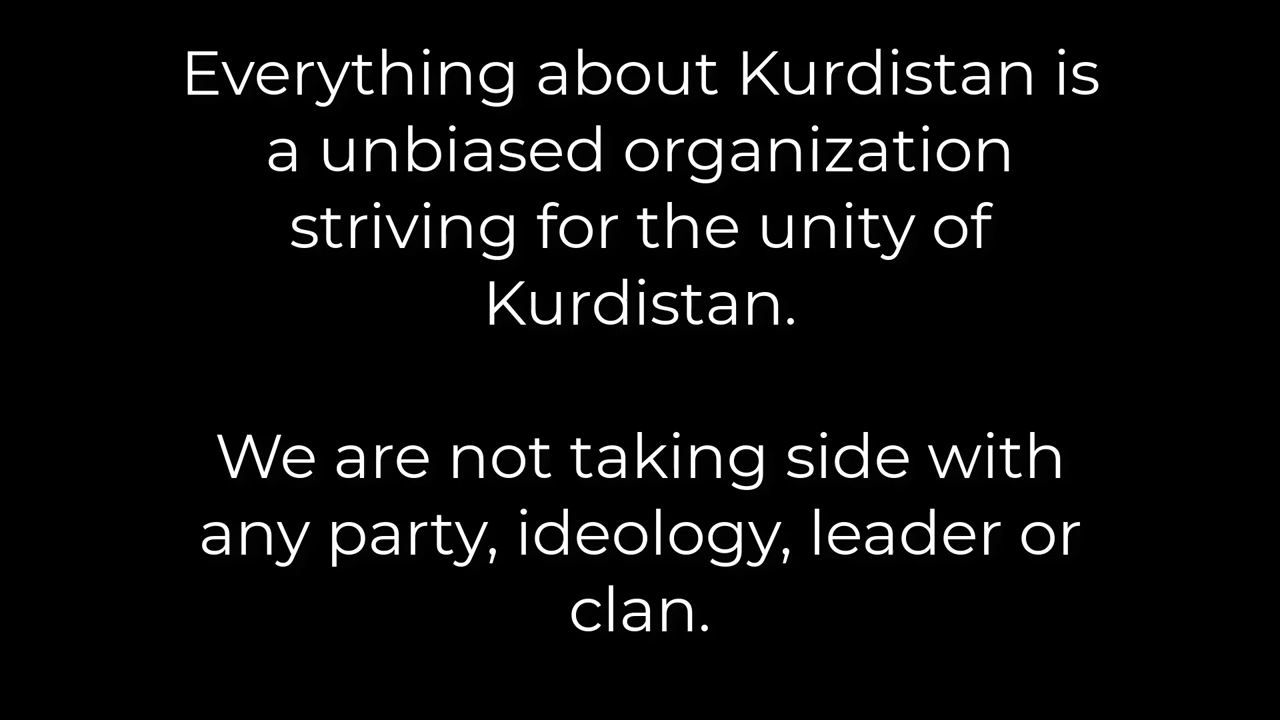 Everything about Kurdistan is
a unbiased organization
striving for the unity of
Kurdistan.
We are not taking side with
any party, ideology, leader or
clan.